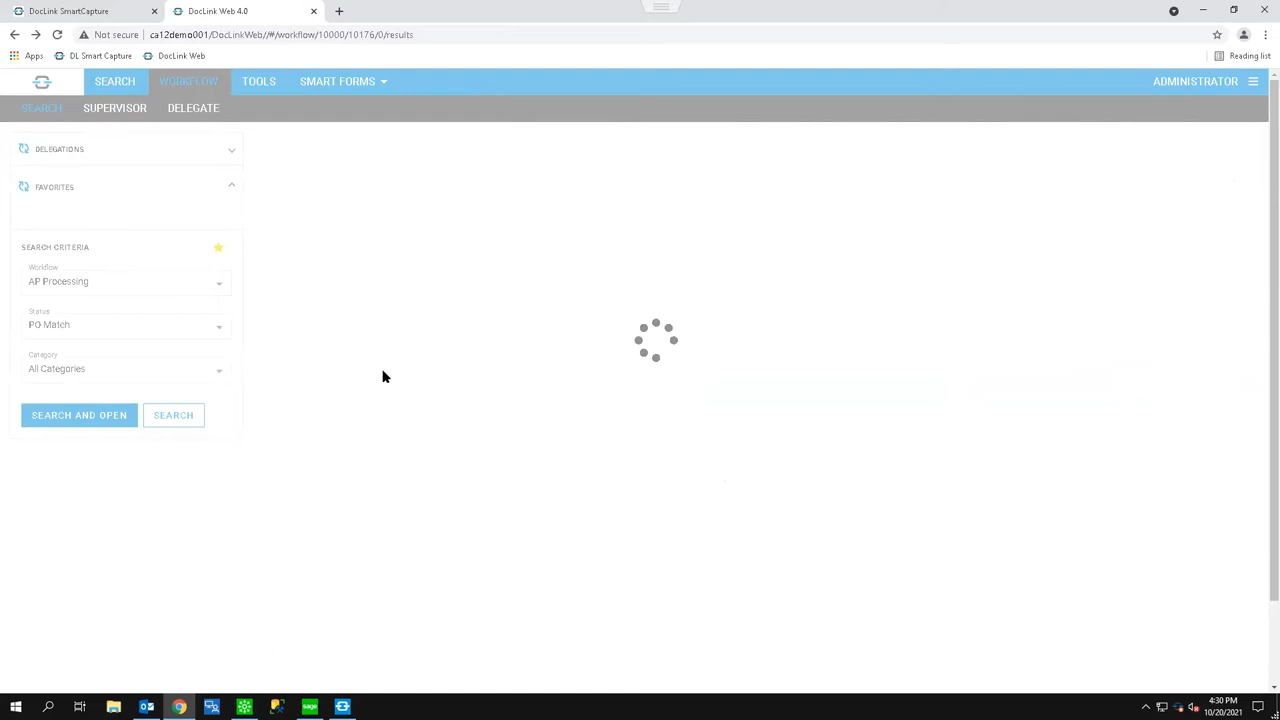 DocLink SmartCapture
DocLink Web 4.0
Not secure
ca12demo001/DocLinkWeb//#/workflow/10000/10176/0/results
Apps
DL Smart Capture
DocLink Web
Reading list
SEARCH
WORKFLOW
TOOLS
SMART FORMS
ADMINISTRATOR
SEARCH
SUPERVISOR
DELEGATE
DELEGATIONS
FAVORITES
SEARCH CRITERIA
Workflow
AP Processing
Status
PO Match
Category
All Categories
SEARCH AND OPEN
SEARCH
sage
4:30 PM
10/20/2021